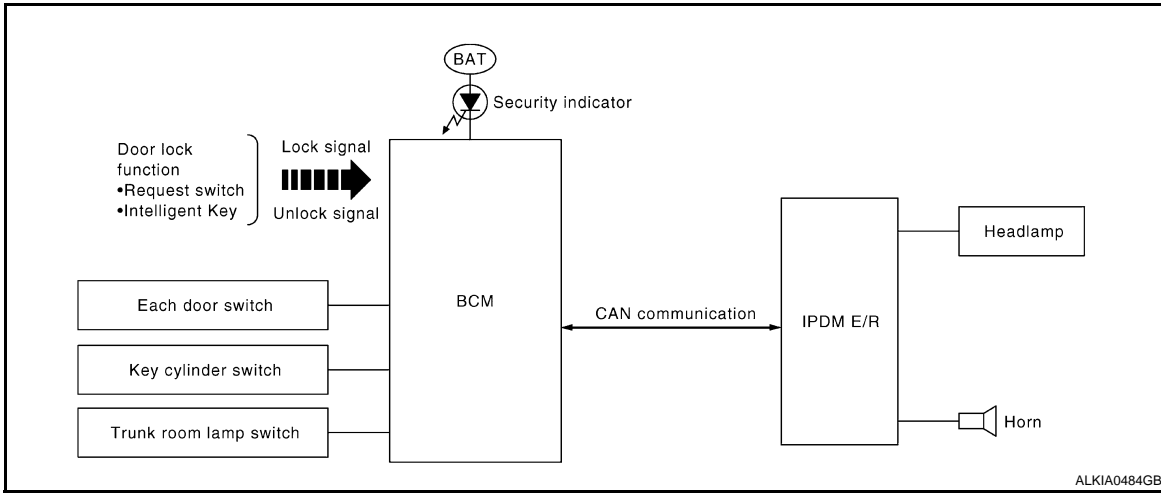 BAT
Security indicator
Door lock
function
•Request switch
•Intelligent Key
Lock signal
Unlock signal
Each door switch
Key cylinder switch
Trunk room lamp switch
BCM
CAN communication
IPDM E/R
Headlamp
Horn
ALKIA0484GB